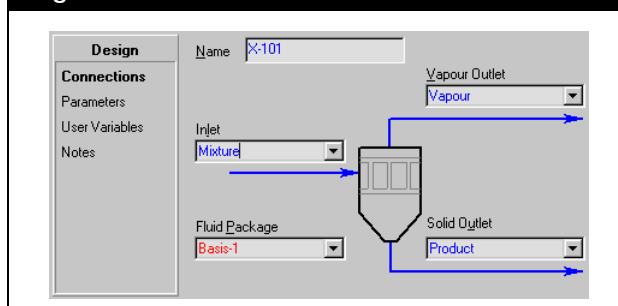 Design
Connections
Parameters
User Variables
Notes
Name X-101
Vapour Outlet
Vapour
Inlet
Mixture
Fluid Package
Basis-1
Solid Outlet
Product